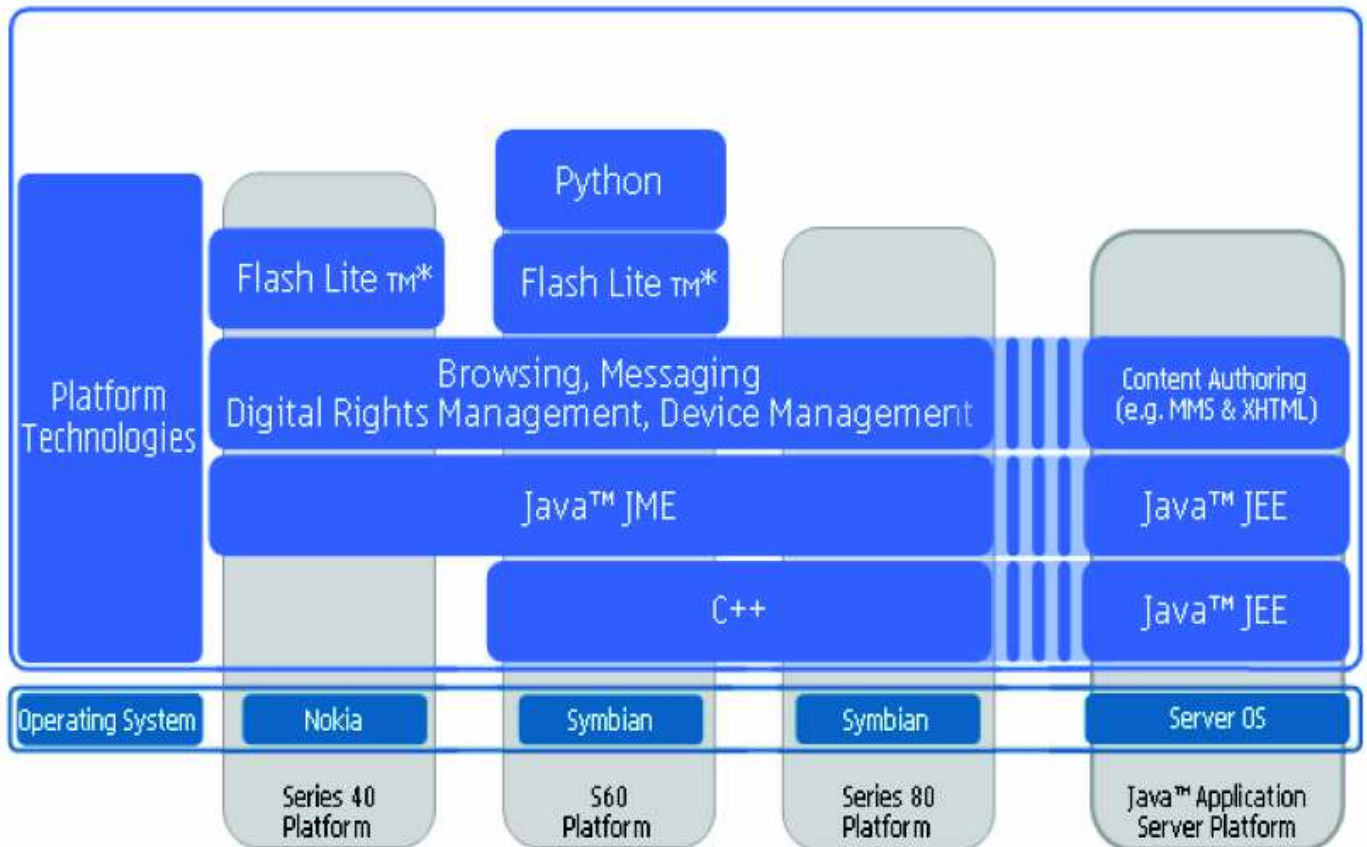 Python
Flash Lite TM*
Flash Lite TM*
Platform
Technologies
Browsing, Messaging
Digital Rights Management, Device Management
Content Authoring
(e.g. MMS & XHTML)
Java™ JME
Java™ JEE
C++
Java™ JEE
Operating System
Nokia
Symbian
Symbian
Server OS
Series 40
Platform
S60
Platform
Series 80
Platform
Java™ Application
Server Platform